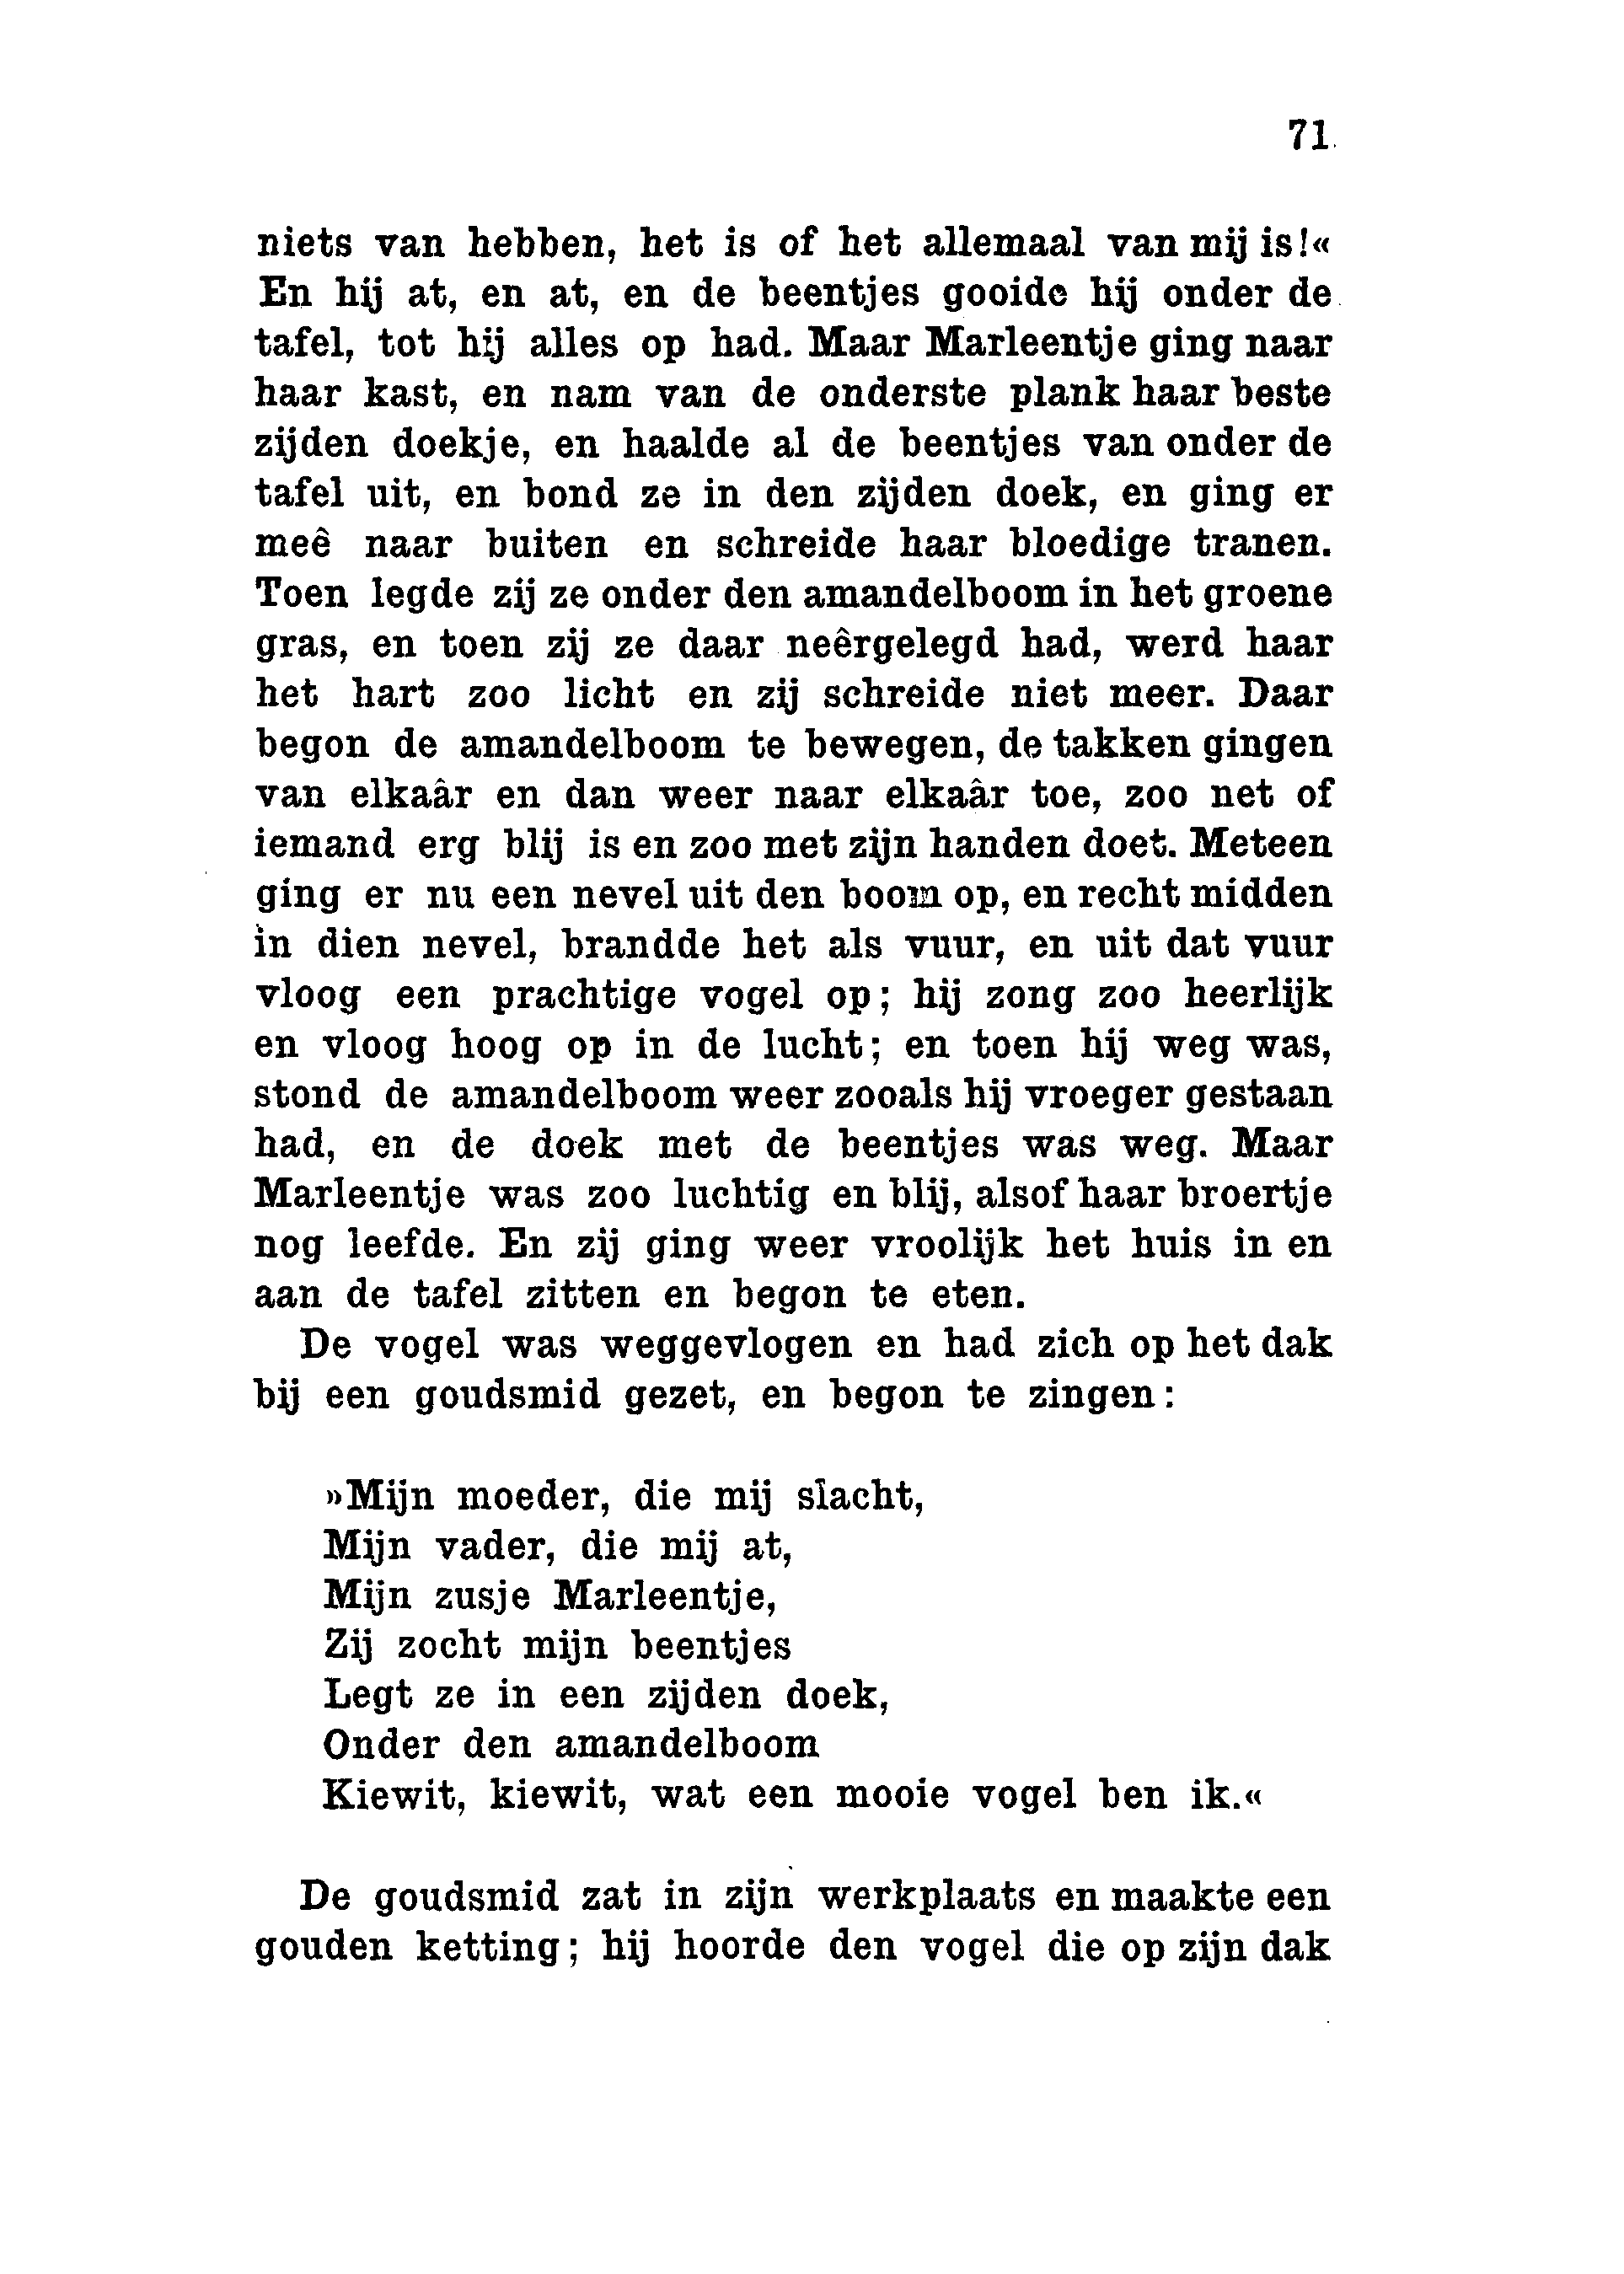 71.
niets van hebben, het is of het allemaal van mij is!«
En hij at, en at, en de beentjes gooide hij onder de
tafel, tot hij alles op had. Maar Marleentje ging naar
haar kast, en nam van de onderste plank haar beste
zijden doekje, en haalde al de beentjes van onder de
tafel uit, en bond ze in den zijden doek, en ging er
meê naar buiten en schreide haar bloedige tranen.
Toen legde zij ze onder den amandelboom in het groene
gras, en toen zij ze daar neêrgelegd had, werd haar
het hart zoo licht en zij schreide niet meer. Daar
begon de amandelboom te bewegen, de takken gingen
van elkaâr en dan weer naar elkaâr toe, zoo net of
iemand erg blij is en zoo met zijn handen doet. Meteen
ging er nu een nevel uit den boom op, en recht midden
in dien nevel, brandde het als vuur, en uit dat vuur
vloog een prachtige vogel op; hij zong zoo heerlijk
en vloog hoog op in de lucht; en toen hij weg was,
stond de amandelboom weer zooals hij vroeger gestaan
had, en de doek met de beentjes was weg. Maar
Marleentje was zoo luchtig en blij, alsof haar broertje
nog leefde. En zij ging weer vroolijk het huis in en
aan de tafel zitten en begon te eten.
De vogel was weggevlogen en had zich op het dak
bij een goudsmid gezet, en begon te zingen:
»Mijn moeder, die mij slacht,
Mijn vader, die mij at,
Mijn zusje Marleentje,
Zij zocht mijn beentjes
Legt ze in een zijden doek,
Onder den amandelboom
Kiewit, kiewit, wat een mooie vogel ben ik.«
De goudsmid zat in zijn werkplaats en maakte een
gouden ketting; hij hoorde den vogel die op zijn dak